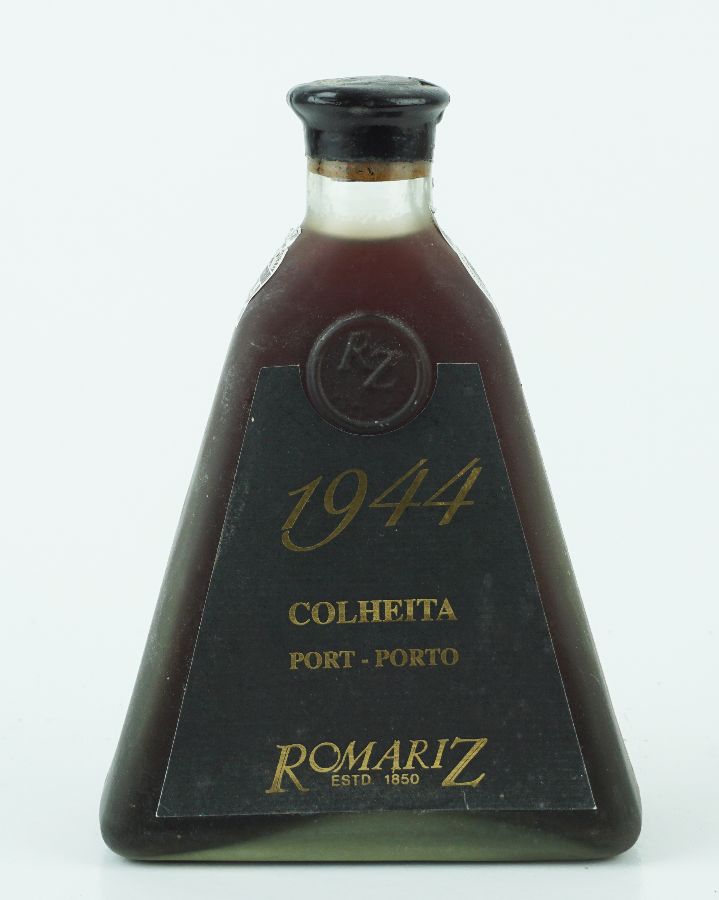 RZ
1944
COLHEITA
PORT - PORTO
ROMARIZ
ESTD. 1850